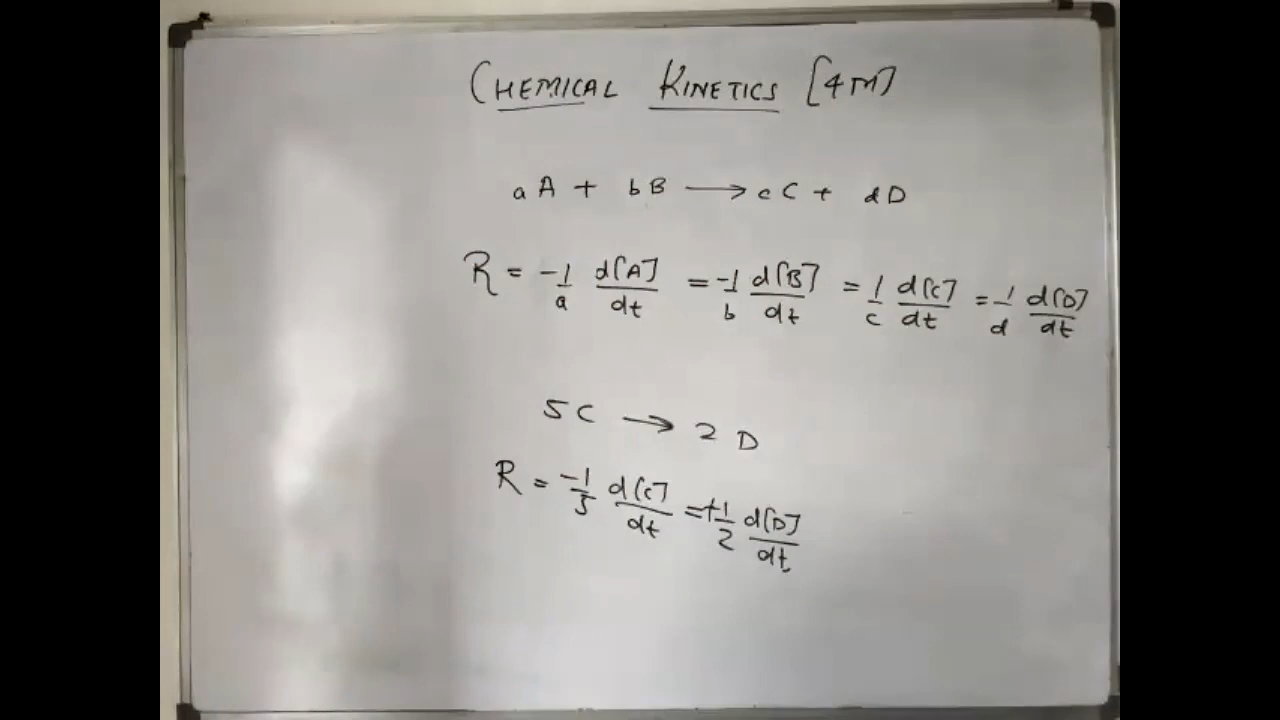 CHEMICAL KINETICS [4M]
aA + bB → cC + dD
R = -1/a d[A]/dt = -1/b d[B]/dt = 1/c d[C]/dt = -1/d d[D]/dt
5C → 2D
R = -1/5 d[C]/dt = +1/2 d[D]/dt